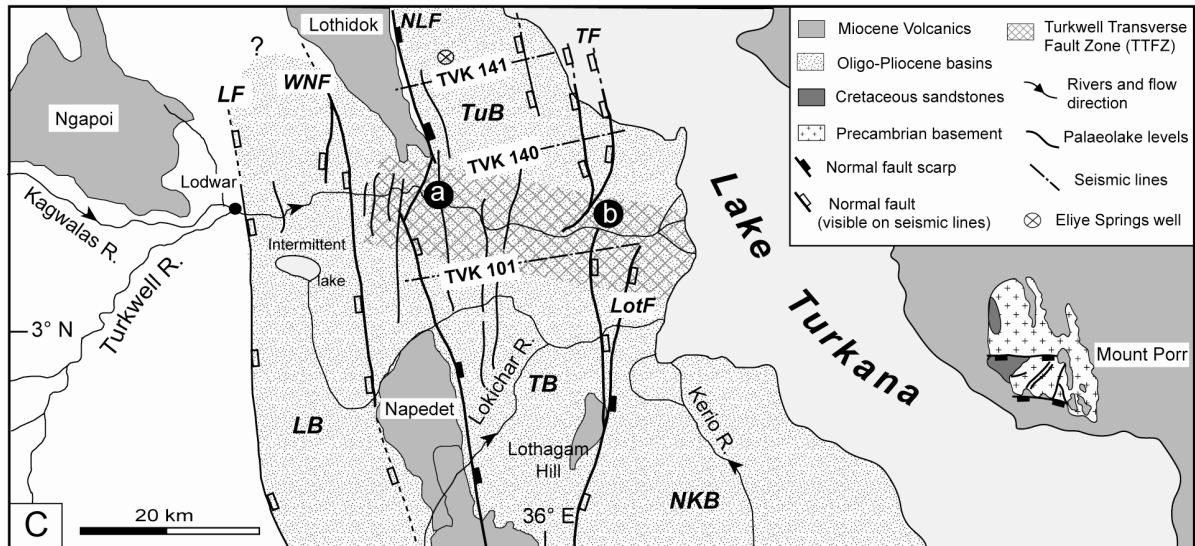 Lothidok
NLF
TF
?
TVK 141
LF
WNF
TuB
Ngapoi
TVK 140
Lodwar
a
b
Kagwalas R.
Intermittent
lake
TVK 101
Turkwell R.
LotF
3° N
Lake
Turkana
Mount Porr
Napedet
Lokichar R.
TB
Kerio R.
LB
Lothagam
Hill
NKB
36° E
C
20 km
Miocene Volcanics
Oligo-Pliocene basins
Cretaceous sandstones
Precambrian basement
Normal fault scarp
Normal fault
(visible on seismic lines)
Turkwell Transverse
Fault Zone (TTFZ)
Rivers and flow
direction
Palaeolake levels
Seismic lines
Eliye Springs well